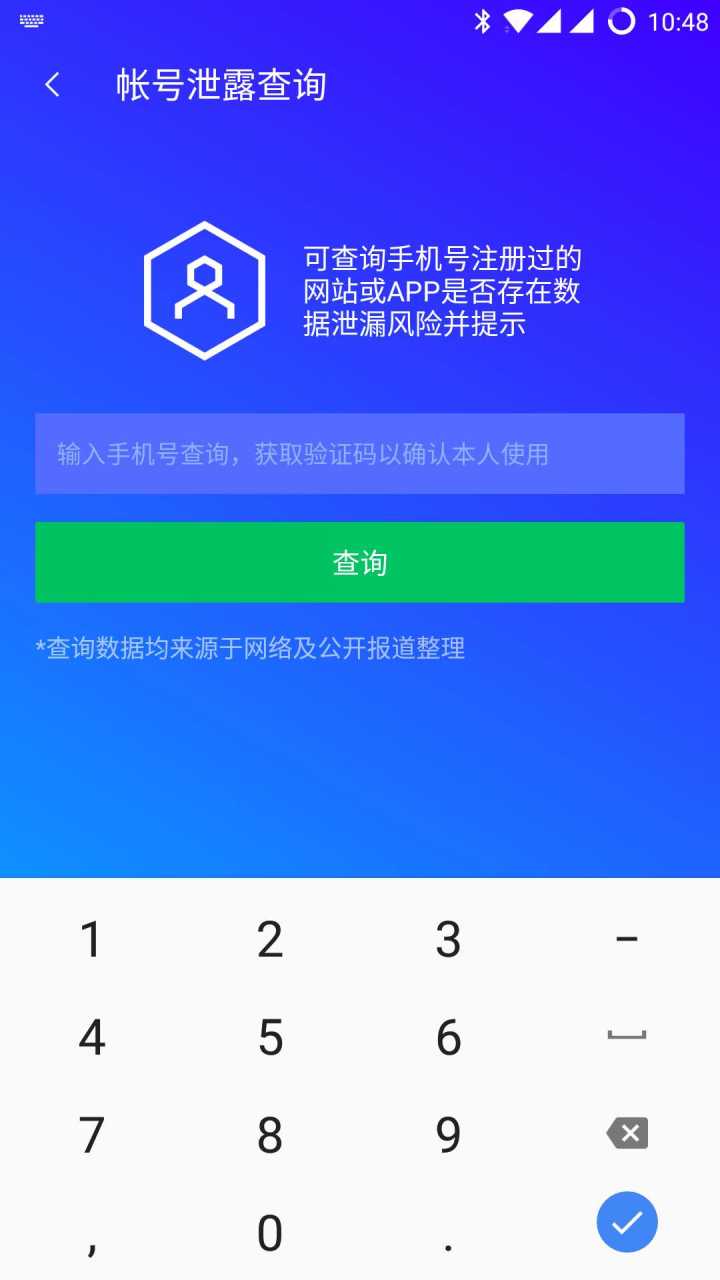 10:48
帐号泄露查询
可查询手机号注册过的
网站或APP是否存在数
据泄漏风险并提示
输入手机号查询，获取验证码以确认本人使用
查询
*查询数据均来源于网络及公开报道整理
1 2 3 -
4 5 6
7 8 9
, 0 .